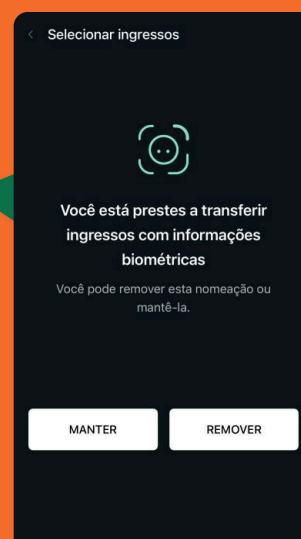 Selecionar ingressos
Você está prestes a transferir
ingressos com informações
biométricas
Você pode remover esta nomeação ou
mantê-la.
MANTER
REMOVER